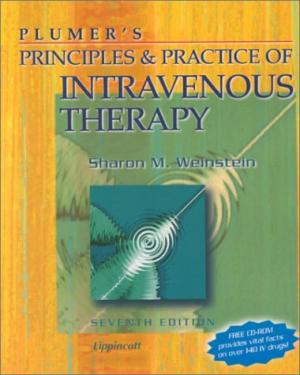 PLUMER'S
PRINCIPLES & PRACTICE OF
INTRAVENOUS
THERAPY
Sharon M. Weinstein
SEVENTH EDITION
Lippincott
FREE CD-ROM
provides vital facts
on over 140 IV drugs!